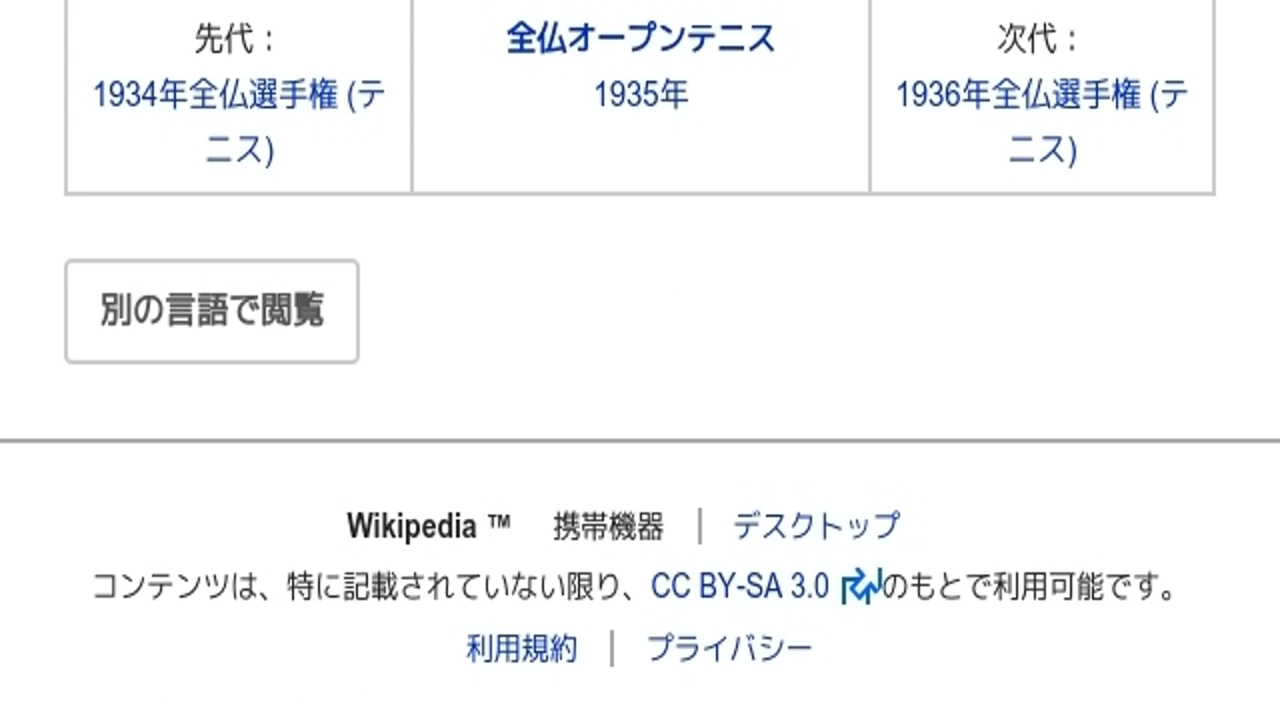 先代：
1934年全仏選手権 (テ
ニス)
全仏オープンテニス
1935年
次代：
1936年全仏選手権 (テ
ニス)
別の言語で閲覧
Wikipedia ™ 携帯機器 | デスクトップ
コンテンツは、特に記載されていない限り、CC BY-SA 3.0 のもとで利用可能です。
利用規約 | プライバシー